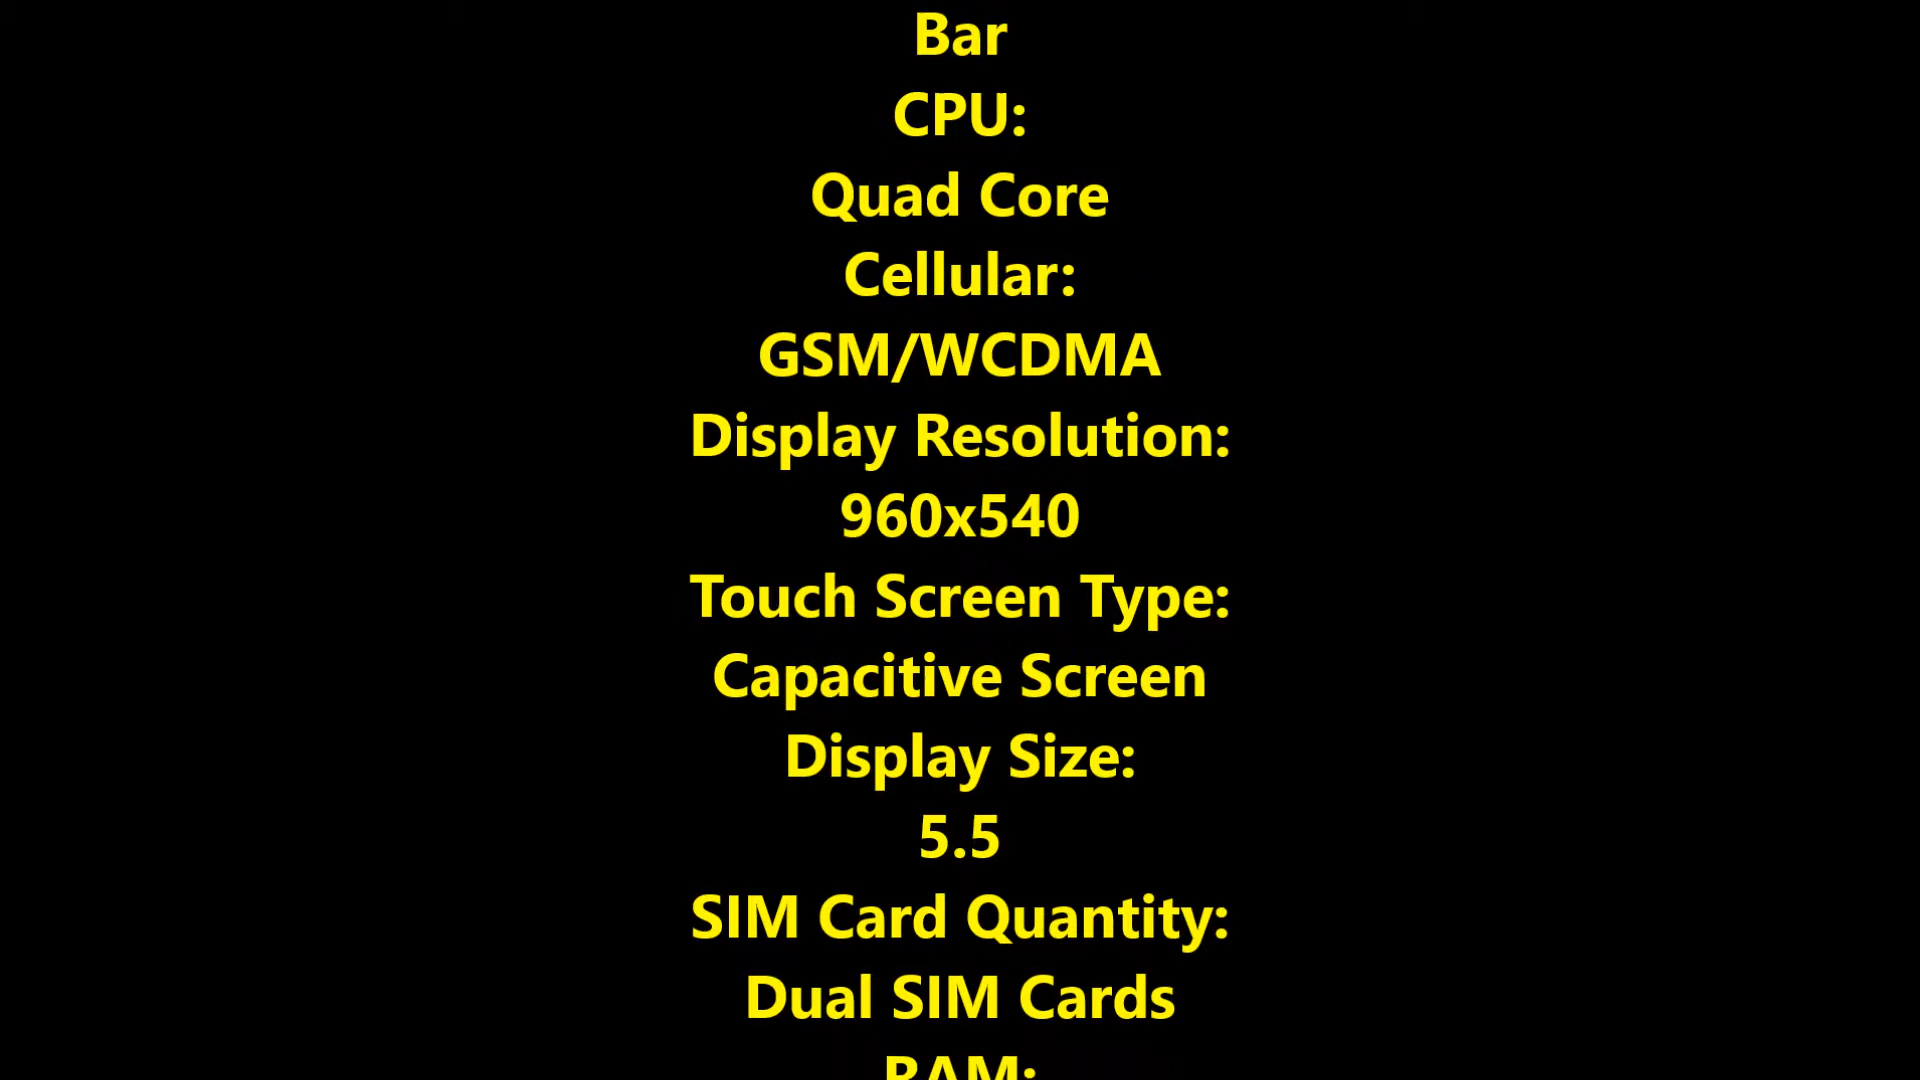 Bar
CPU:
Quad Core
Cellular:
GSM/WCDMA
Display Resolution:
960x540
Touch Screen Type:
Capacitive Screen
Display Size:
5.5
SIM Card Quantity:
Dual SIM Cards
RAM: